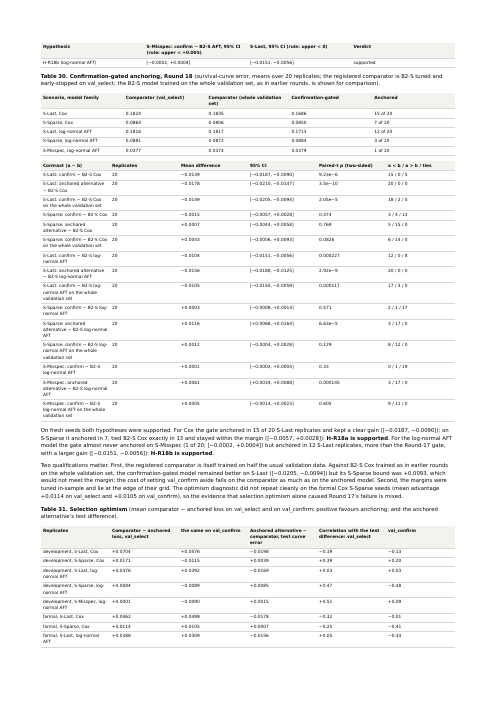 Hypothesis S-Misspec: confirm − B2-S AFT, 95% CI (rule: upper < +0.005) S-Last, 95% CI (rule: upper < 0) Verdict
H-R18b (log-normal AFT) [−0.0002, +0.0004] [−0.0151, −0.0056] supported
Table 30. Confirmation-gated anchoring, Round 18 (survival-curve error, means over 20 replicates; the registered comparator is B2-S tuned and
early-stopped on val_select; the B2-S model trained on the whole validation set, as in earlier rounds, is shown for comparison).
Scenario, model family Comparator (val_select) Comparator (whole validation set) Confirmation-gated Anchored
S-Last, Cox 0.1824 0.1835 0.1686 15 of 20
S-Sparse, Cox 0.0864 0.0806 0.0850 7 of 20
S-Last, log-normal AFT 0.1816 0.1817 0.1713 12 of 20
S-Sparse, log-normal AFT 0.0881 0.0872 0.0884 3 of 20
S-Misspec, log-normal AFT 0.0377 0.0374 0.0379 1 of 20
Contrast (a − b) Replicates Mean difference 95% CI Paired-t p (two-sided) a < b / a > b / ties
S-Last: confirm − B2-S Cox 20 −0.0139 [−0.0187, −0.0090] 9.23e−6 15 / 0 / 5
S-Last: anchored alternative − B2-S Cox 20 −0.0178 [−0.0210, −0.0147] 3.5e−10 20 / 0 / 0
S-Last: confirm − B2-S Cox on the whole validation set 20 −0.0149 [−0.0205, −0.0094] 2.05e−5 18 / 2 / 0
S-Sparse: confirm − B2-S Cox 20 −0.0015 [−0.0057, +0.0028] 0.474 3 / 4 / 13
S-Sparse: anchored alternative − B2-S Cox 20 +0.0007 [−0.0044, +0.0058] 0.769 5 / 15 / 0
S-Sparse: confirm − B2-S Cox on the whole validation set 20 +0.0043 [−0.0006, +0.0093] 0.0826 6 / 14 / 0
S-Last: confirm − B2-S log-normal AFT 20 −0.0104 [−0.0151, −0.0056] 0.000227 12 / 0 / 8
S-Last: anchored alternative − B2-S log-normal AFT 20 −0.0156 [−0.0188, −0.0125] 2.92e−9 20 / 0 / 0
S-Last: confirm − B2-S log-normal AFT on the whole validation set 20 −0.0105 [−0.0150, −0.0059] 0.000117 17 / 3 / 0
S-Sparse: confirm − B2-S log-normal AFT 20 +0.0003 [−0.0008, +0.0014] 0.571 2 / 1 / 17
S-Sparse: anchored alternative − B2-S log-normal AFT 20 +0.0116 [+0.0068, +0.0164] 6.63e−5 3 / 17 / 0
S-Sparse: confirm − B2-S log-normal AFT on the whole validation set 20 +0.0012 [−0.0004, +0.0028] 0.129 8 / 12 / 0
S-Misspec: confirm − B2-S log-normal AFT 20 +0.0001 [−0.0002, +0.0004] 0.33 0 / 1 / 19
S-Misspec: anchored alternative − B2-S log-normal AFT 20 +0.0061 [+0.0034, +0.0088] 0.000145 3 / 17 / 0
S-Misspec: confirm − B2-S log-normal AFT on the whole validation set 20 +0.0005 [−0.0014, +0.0023] 0.605 9 / 11 / 0
On fresh seeds both hypotheses were supported. For Cox the gate anchored in 15 of 20 S-Last replicates and kept a clear gain ([−0.0187, −0.0090]); on
S-Sparse it anchored in 7, tied B2-S Cox exactly in 13 and stayed within the margin ([−0.0057, +0.0028]): H-R18a is supported. For the log-normal AFT
model the gate almost never anchored on S-Misspec (1 of 20; [−0.0002, +0.0004]) but anchored in 12 S-Last replicates, more than the Round-17 gate,
with a larger gain ([−0.0151, −0.0056]): H-R18b is supported.
Two qualifications matter. First, the registered comparator is itself trained on half the usual validation data. Against B2-S Cox trained as in earlier
rounds on the whole validation set, the confirmation-gated model remained better on S-Last ([−0.0205, −0.0094]) but its S-Sparse bound was +0.0093, which
would not meet the margin; the cost of setting val_confirm aside falls on the comparator as much as on the anchored model. Second, the margins were
tuned in-sample and lie at the edge of their grid. The optimism diagnostic did not repeat cleanly on the formal Cox S-Sparse seeds (mean advantage
+0.0114 on val_select and +0.0105 on val_confirm), so the evidence that selection optimism alone caused Round 17's failure is mixed.
Table 31. Selection optimism (mean comparator − anchored loss on val_select and on val_confirm; positive favours anchoring; and the anchored
alternative's test difference).
Replicates Comparator − anchored loss, val_select the same on val_confirm Anchored alternative − comparator, test curve error Correlation with the test difference: val_select val_confirm
development, S-Last, Cox +0.0704 +0.0576 −0.0198 −0.19 −0.13
development, S-Sparse, Cox +0.0171 −0.0115 +0.0039 +0.39 +0.20
development, S-Last, log-normal AFT +0.0376 +0.0392 −0.0169 +0.03 +0.03
development, S-Sparse, log-normal AFT +0.0084 −0.0089 +0.0085 +0.47 −0.48
development, S-Misspec, log-normal AFT +0.0001 −0.0090 +0.0015 +0.51 +0.09
formal, S-Last, Cox +0.0462 +0.0499 −0.0178 −0.32 −0.01
formal, S-Sparse, Cox +0.0114 +0.0105 +0.0007 −0.25 −0.41
formal, S-Last, log-normal AFT +0.0388 +0.0309 −0.0156 +0.05 −0.34